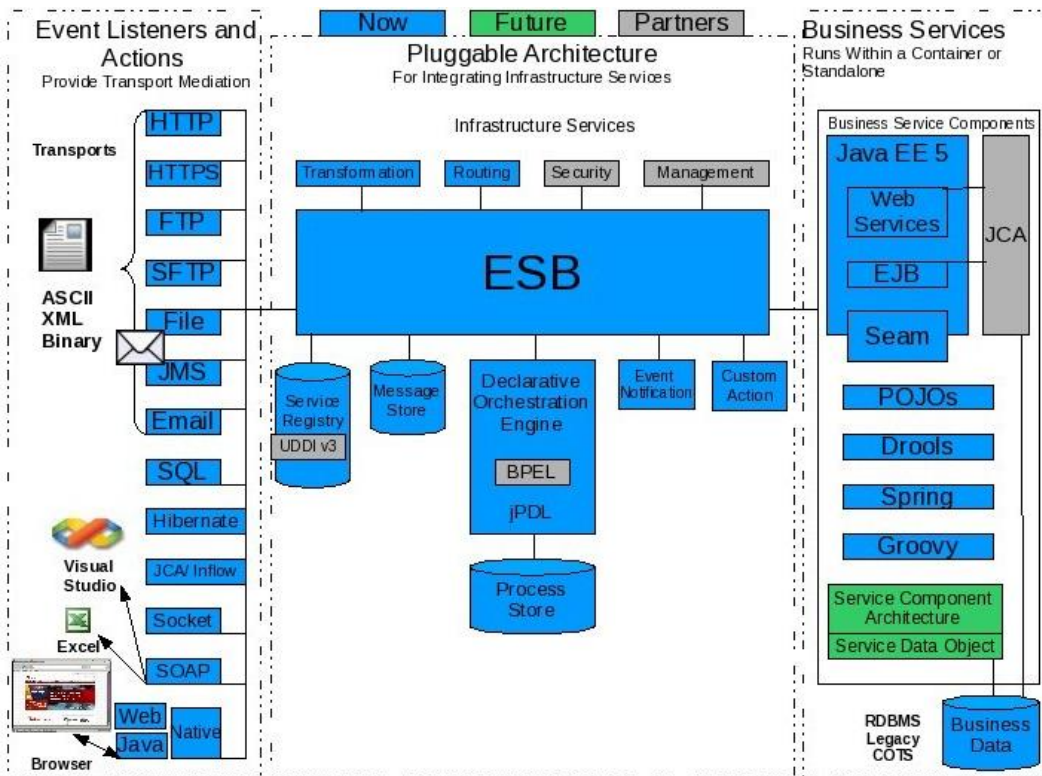 Now
Future
Partners
Event Listeners and
Actions
Provide Transport Mediation
Transports
HTTP
HTTPS
FTP
SFTP
File
JMS
Email
SQL
Hibernate
JCA/ Inflow
Socket
SOAP
ASCII
XML
Binary
Visual
Studio
Excel
Web
Java
Native
Browser
Pluggable Architecture
For Integrating Infrastructure Services
Infrastructure Services
Transformation
Routing
Security
Management
ESB
Service
Registry
UDDI v3
Message
Store
Declarative
Orchestration
Engine
BPEL
jPDL
Process
Store
Event
Notification
Custom
Action
Business Services
Runs Within a Container or
Standalone
Business Service Components
Java EE 5
Web
Services
EJB
Seam
JCA
POJOs
Drools
Spring
Groovy
Service Component
Architecture
Service Data Object
RDBMS
Legacy
COTS
Business
Data